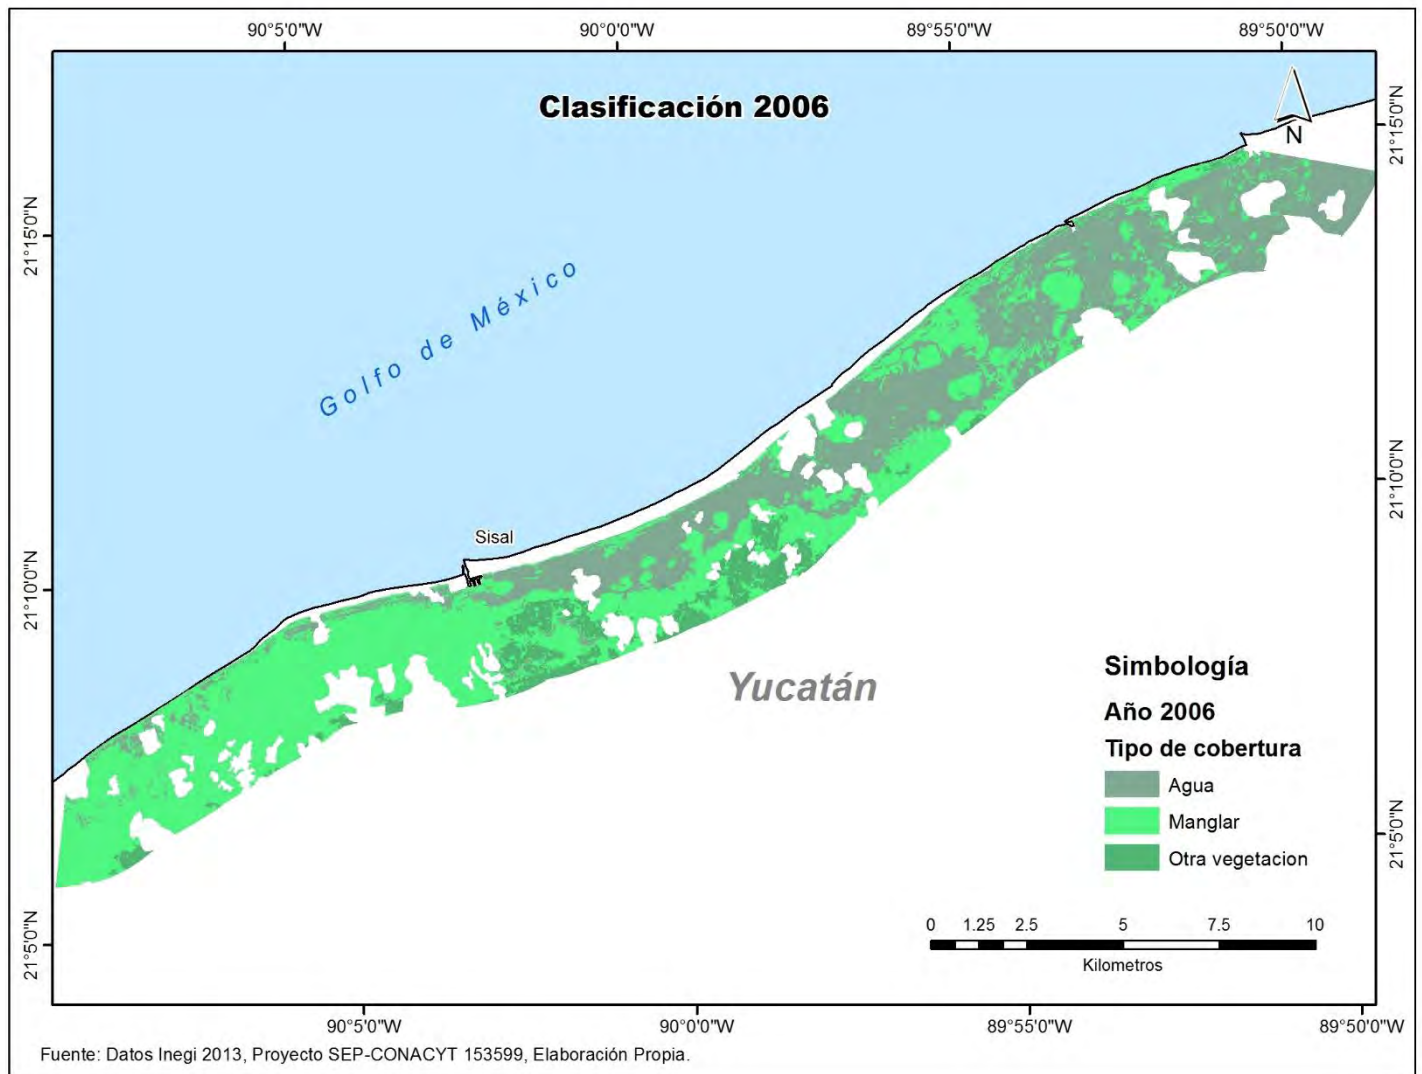 90°5'0"W 90°0'0"W 89°55'0"W 89°50'0"W
Clasificación 2006
N
21°15'0"N
21°15'0"N
Golfo de México
21°10'0"N
Sisal
21°10'0"N
Yucatán
Simbología
Año 2006
Tipo de cobertura
Agua
Manglar
Otra vegetacion
21°5'0"N
0 1.25 2.5 5 7.5 10
Kilometros
21°5'0"N
90°5'0"W 90°0'0"W 89°55'0"W 89°50'0"W
Fuente: Datos Inegi 2013, Proyecto SEP-CONACYT 153599, Elaboración Propia.